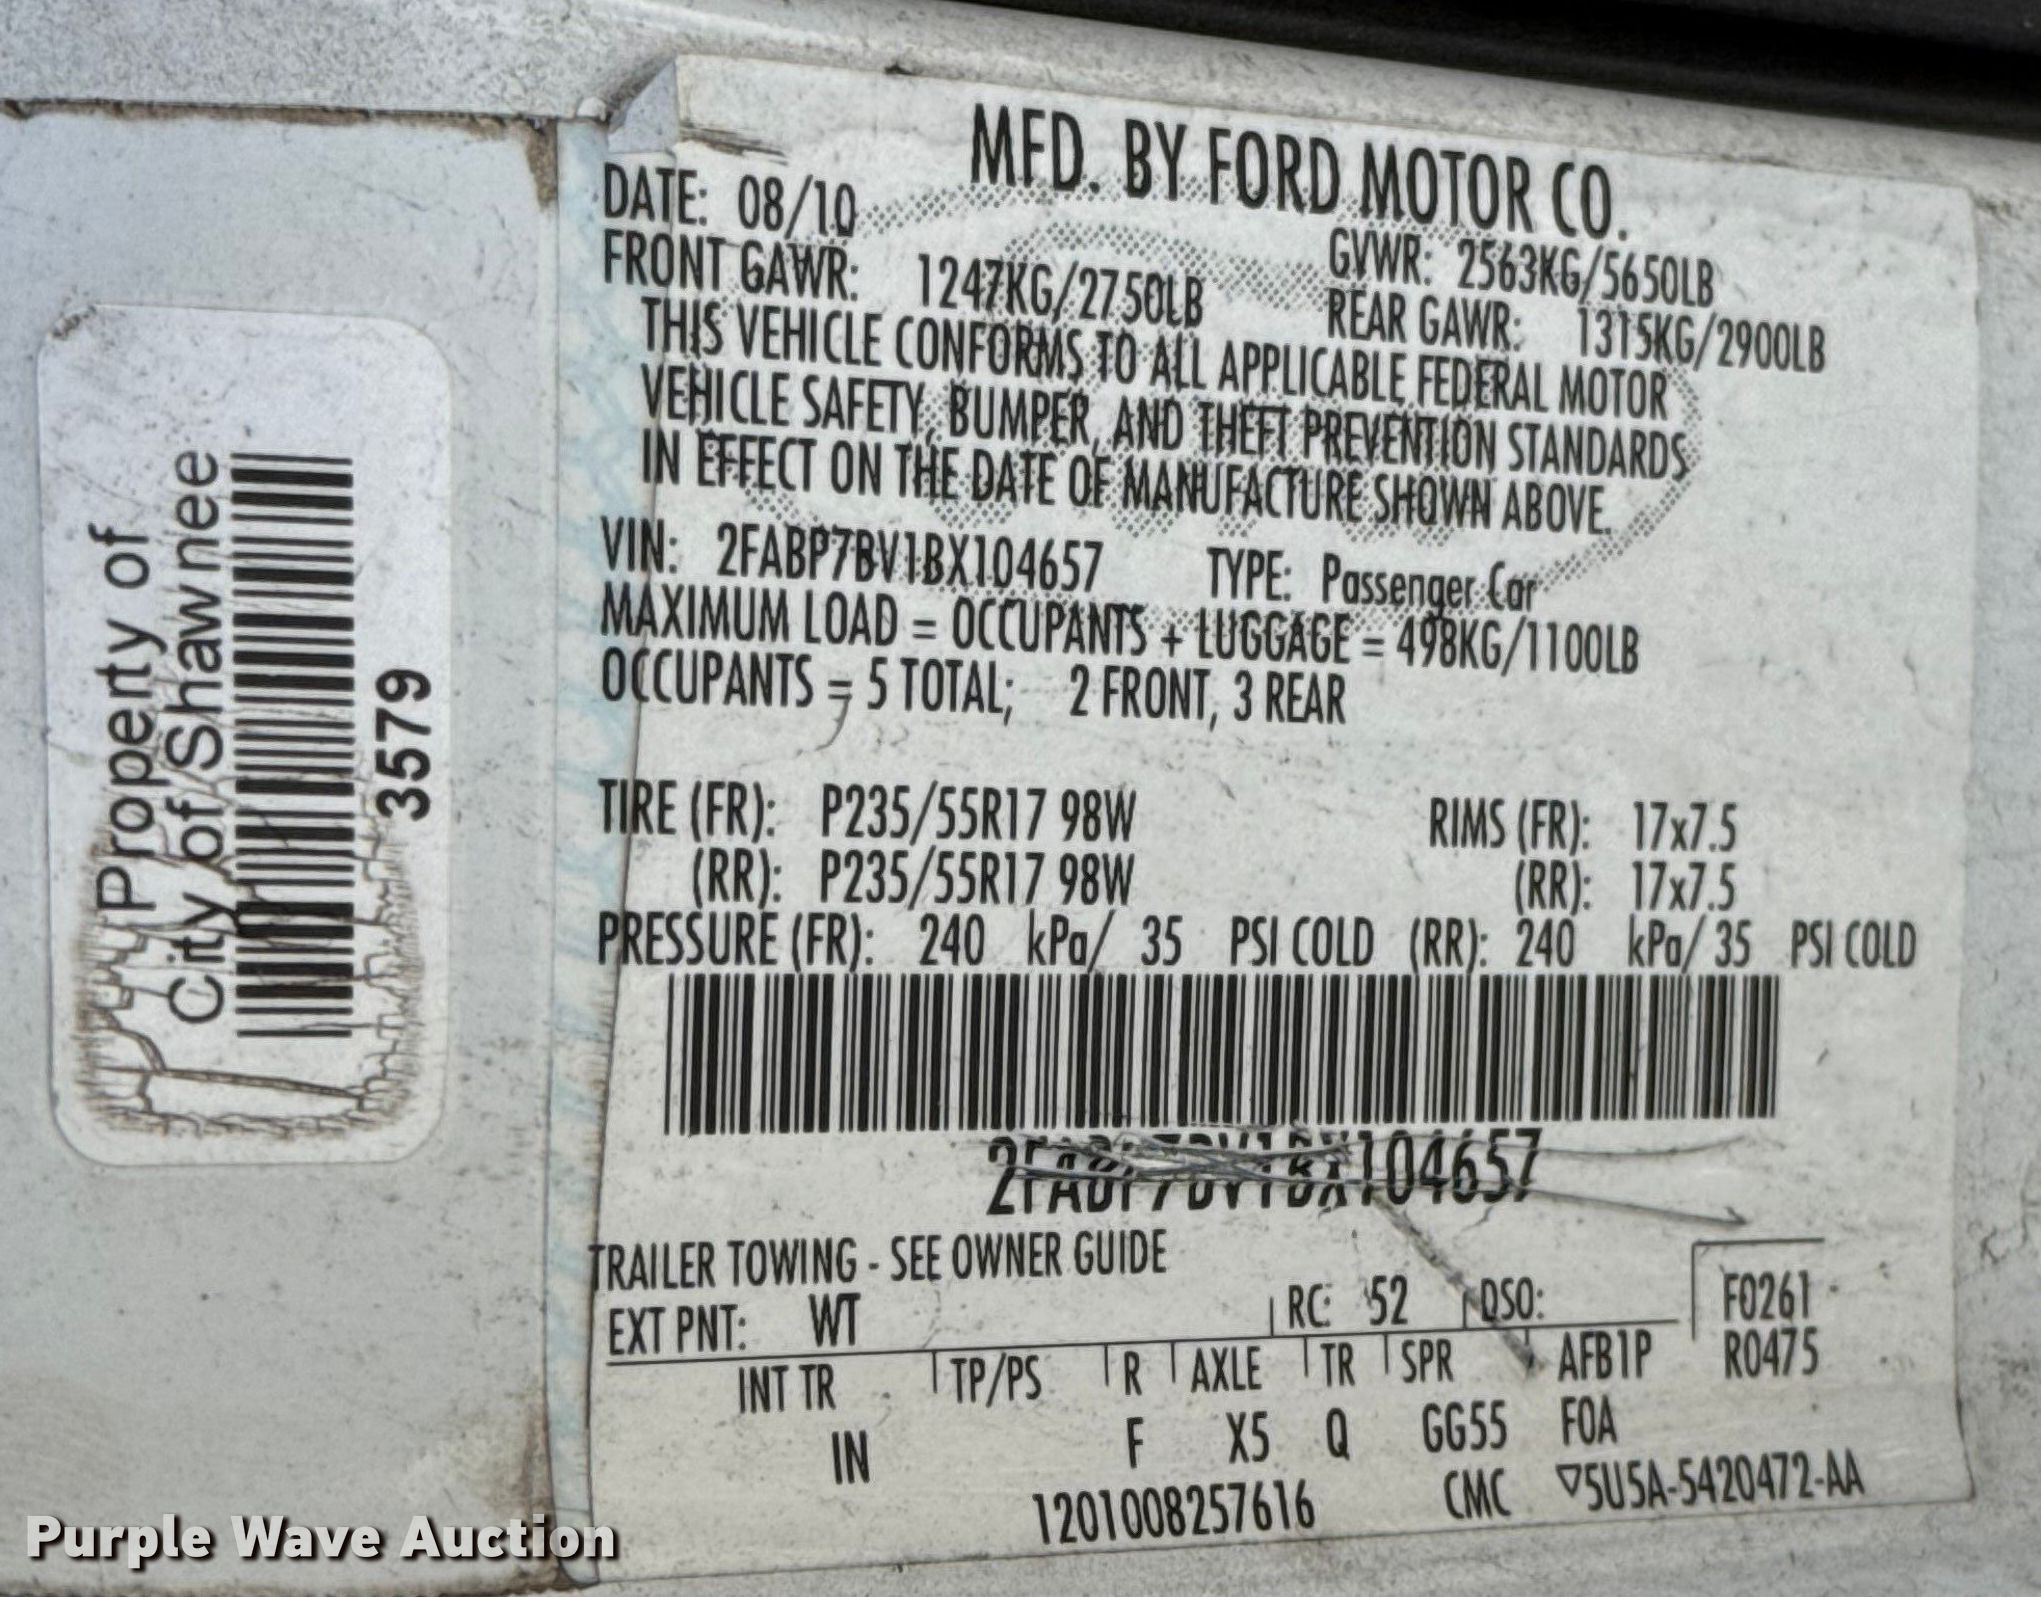 Property of
City of Shawnee
3579
MFD. BY FORD MOTOR CO.
DATE: 08/10
GVWR: 2563KG/5650LB
FRONT GAWR: 1247KG/2750LB
REAR GAWR: 1315KG/2900LB
THIS VEHICLE CONFORMS TO ALL APPLICABLE FEDERAL MOTOR
VEHICLE SAFETY, BUMPER, AND THEFT PREVENTION STANDARDS
IN EFFECT ON THE DATE OF MANUFACTURE SHOWN ABOVE.
VIN: 2FABP7BV1BX104657 TYPE: Passenger Car
MAXIMUM LOAD = OCCUPANTS + LUGGAGE = 498KG/1100LB
OCCUPANTS = 5 TOTAL; 2 FRONT, 3 REAR
TIRE (FR): P235/55R17 98W RIMS (FR): 17x7.5
(RR): P235/55R17 98W (RR): 17x7.5
PRESSURE (FR): 240 kPa/ 35 PSI COLD (RR): 240 kPa/ 35 PSI COLD
2FABP7BV1BX104657
TRAILER TOWING - SEE OWNER GUIDE
EXT PNT: WT RC: 52 DSO: F0261
INT TR TP/PS R AXLE TR SPR AFB1P R0475
IN F X5 Q GG55 FOA
1201008257616 CMC ▽5U5A-5420472-AA
Purple Wave Auction